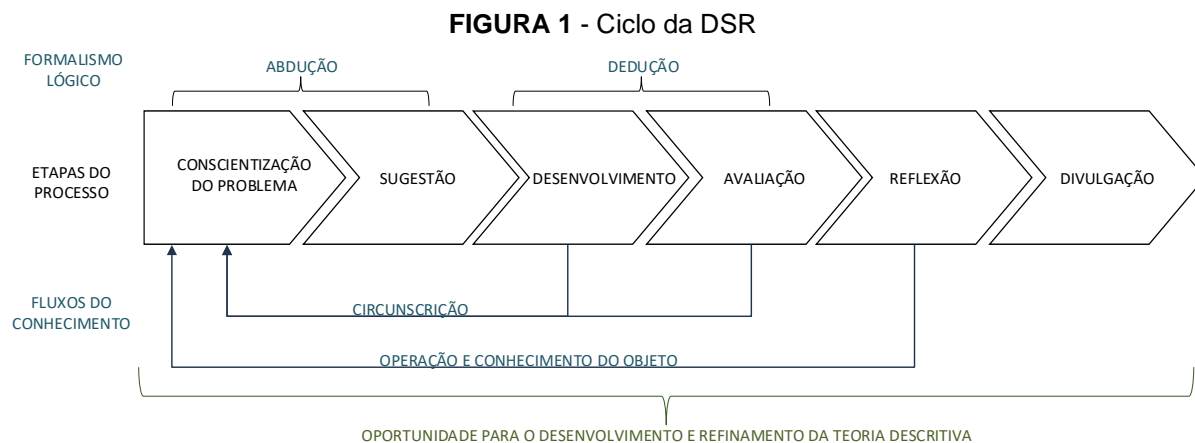 FIGURA 1 - Ciclo da DSR
FORMALISMO
LÓGICO
ABDUÇÃO
DEDUÇÃO
ETAPAS DO
PROCESSO
CONSCIENTIZAÇÃO
DO PROBLEMA
SUGESTÃO
DESENVOLVIMENTO
AVALIAÇÃO
REFLEXÃO
DIVULGAÇÃO
FLUXOS DO
CONHECIMENTO
CIRCUNSCRIÇÃO
OPERAÇÃO E CONHECIMENTO DO OBJETO
OPORTUNIDADE PARA O DESENVOLVIMENTO E REFINAMENTO DA TEORIA DESCRITIVA